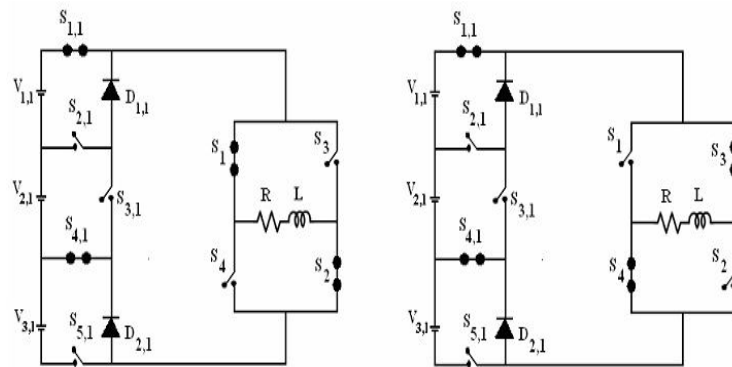 S1,1
V1,1
D1,1
S2,1
V2,1
S3,1
S4,1
V3,1
S5,1
D2,1
S1
S3
R L
S4
S2
S1,1
V1,1
D1,1
S2,1
V2,1
S3,1
S4,1
V3,1
S5,1
D2,1
S1
S3
R L
S4
S2